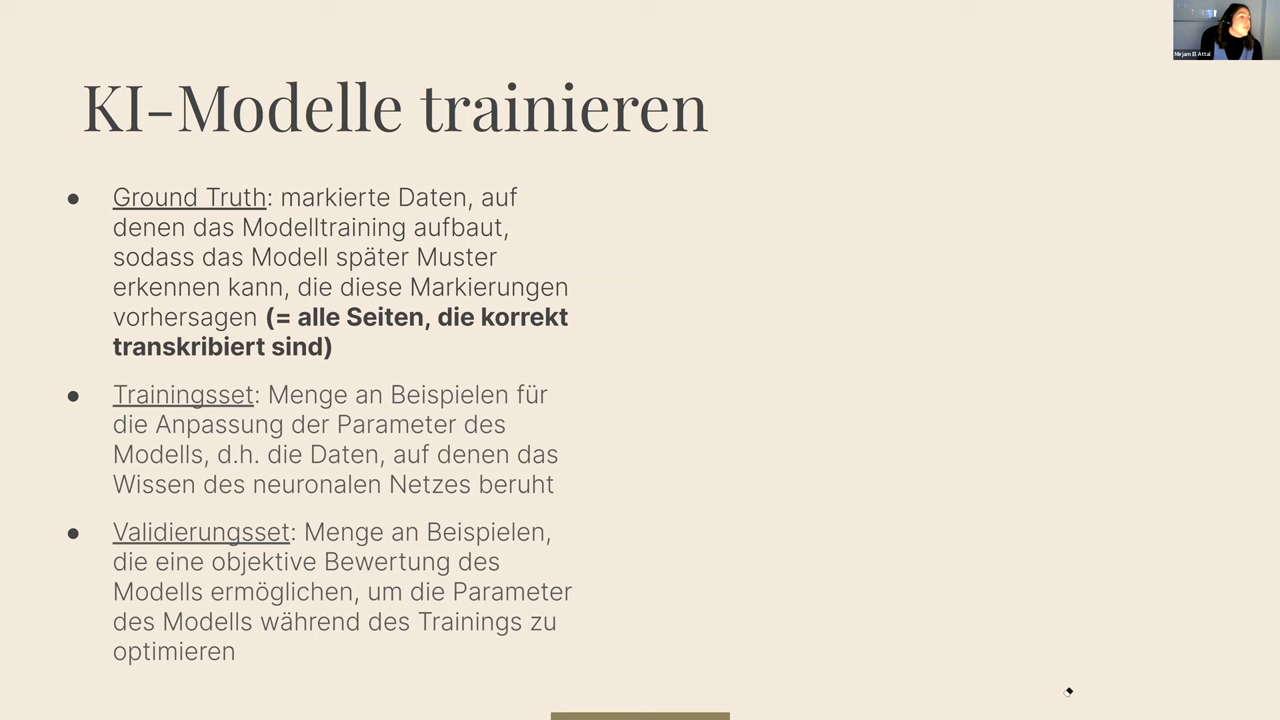 Mirjam El Attal
KI-Modelle trainieren
● Ground Truth: markierte Daten, auf
denen das Modelltraining aufbaut,
sodass das Modell später Muster
erkennen kann, die diese Markierungen
vorhersagen (= alle Seiten, die korrekt
transkribiert sind)
● Trainingsset: Menge an Beispielen für
die Anpassung der Parameter des
Modells, d.h. die Daten, auf denen das
Wissen des neuronalen Netzes beruht
● Validierungsset: Menge an Beispielen,
die eine objektive Bewertung des
Modells ermöglichen, um die Parameter
des Modells während des Trainings zu
optimieren